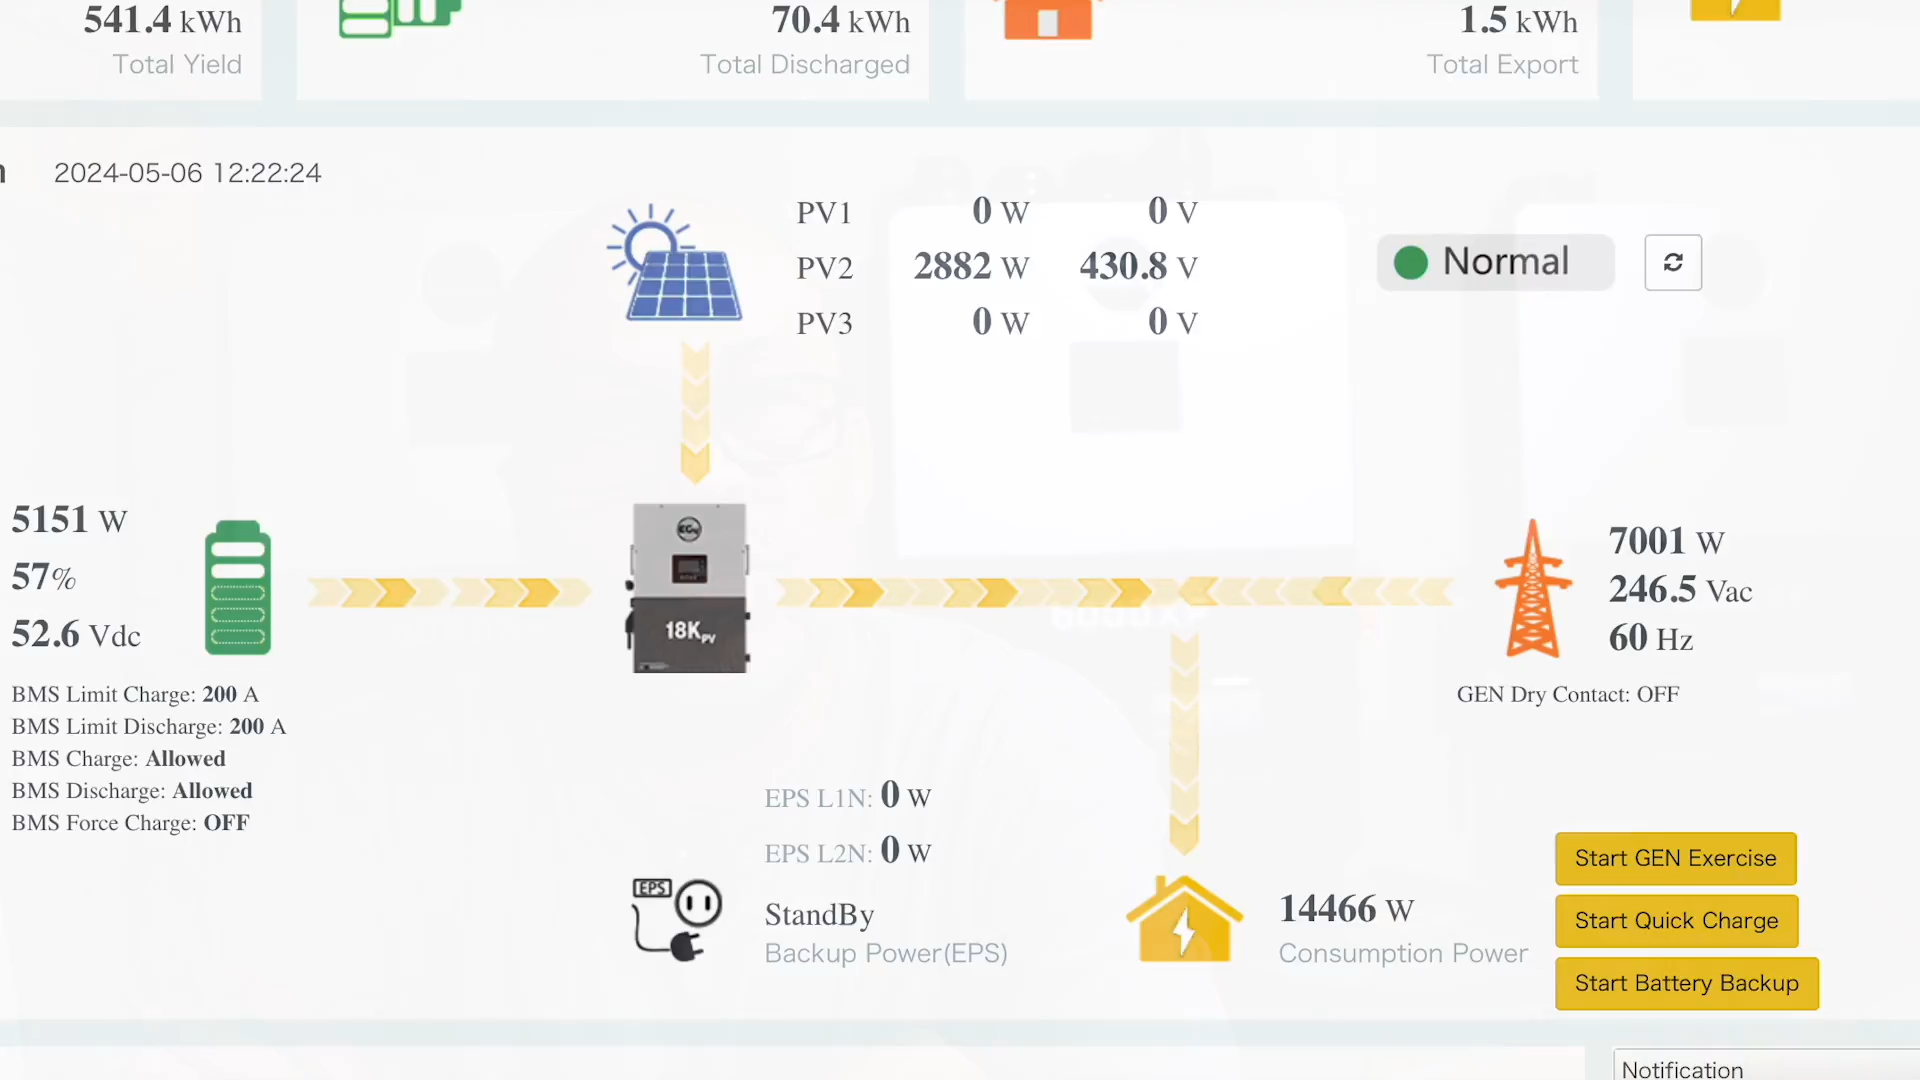 541.4 kWh
Total Yield
70.4 kWh
Total Discharged
1.5 kWh
Total Export
2024-05-06 12:22:24
PV1 0 W 0 V
PV2 2882 W 430.8 V
PV3 0 W 0 V
Normal
5151 W
57%
52.6 Vdc
BMS Limit Charge: 200 A
BMS Limit Discharge: 200 A
BMS Charge: Allowed
BMS Discharge: Allowed
BMS Force Charge: OFF
EG4
18KPV
7001 W
246.5 Vac
60 Hz
GEN Dry Contact: OFF
EPS L1N: 0 W
EPS L2N: 0 W
EPS
StandBy
Backup Power(EPS)
14466 W
Consumption Power
Start GEN Exercise
Start Quick Charge
Start Battery Backup
Notification